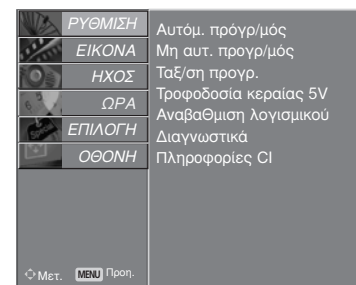 ΡΥΘΜΙΣΗ
ΕΙΚΟΝΑ
ΗΧΟΣ
ΩΡΑ
ΕΠΙΛΟΓΗ
ΟΘΟΝΗ
Αυτόμ. πρόγρ/μός
Μη αυτ. προγρ/μός
Ταξ/ση προγρ.
Τροφοδοσία κεραίας 5V
ΑναβαΘμιση λογισμικού
Διαγνωστικά
Πληροφορίες CI
Μετ. MENU Προη.